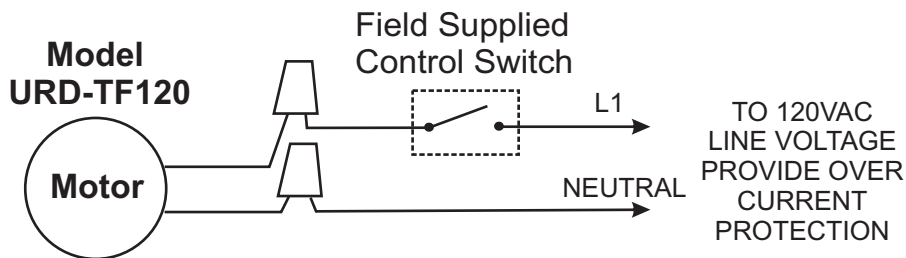 Model
URD-TF120
Motor
Field Supplied
Control Switch
L1
NEUTRAL
TO 120VAC
LINE VOLTAGE
PROVIDE OVER
CURRENT
PROTECTION